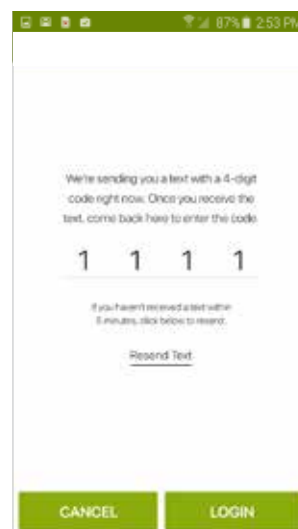 87% 2:53 PM
We're sending you a text with a 4-digit
code right now. Once you receive the
text, come back here to enter the code.
1 1 1 1
If you haven't received a text within
5 minutes, click below to resend.
Resend Text
CANCEL LOGIN